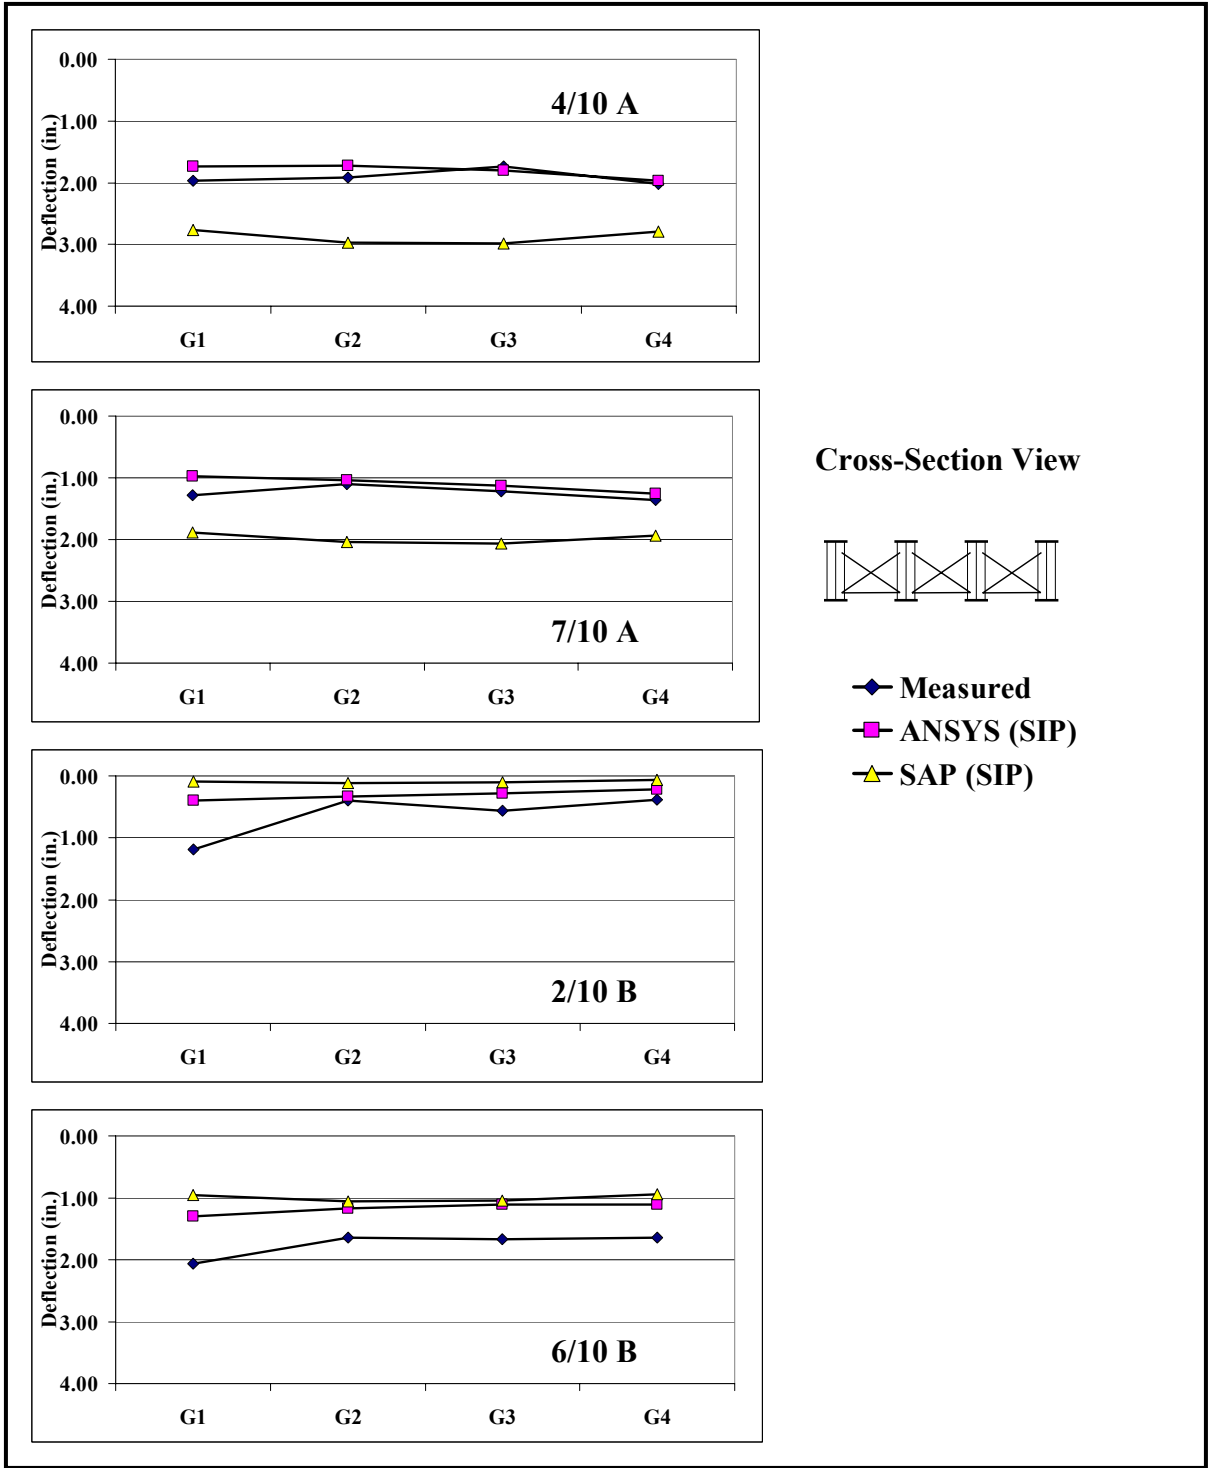 0.00
4/10 A
1.00
2.00
3.00
4.00
Deflection (in.)
G1 G2 G3 G4
0.00
1.00
2.00
3.00
7/10 A
4.00
Deflection (in.)
G1 G2 G3 G4
Cross-Section View
Measured
ANSYS (SIP)
SAP (SIP)
0.00
1.00
2.00
3.00
2/10 B
4.00
Deflection (in.)
G1 G2 G3 G4
0.00
1.00
2.00
3.00
6/10 B
4.00
Deflection (in.)
G1 G2 G3 G4